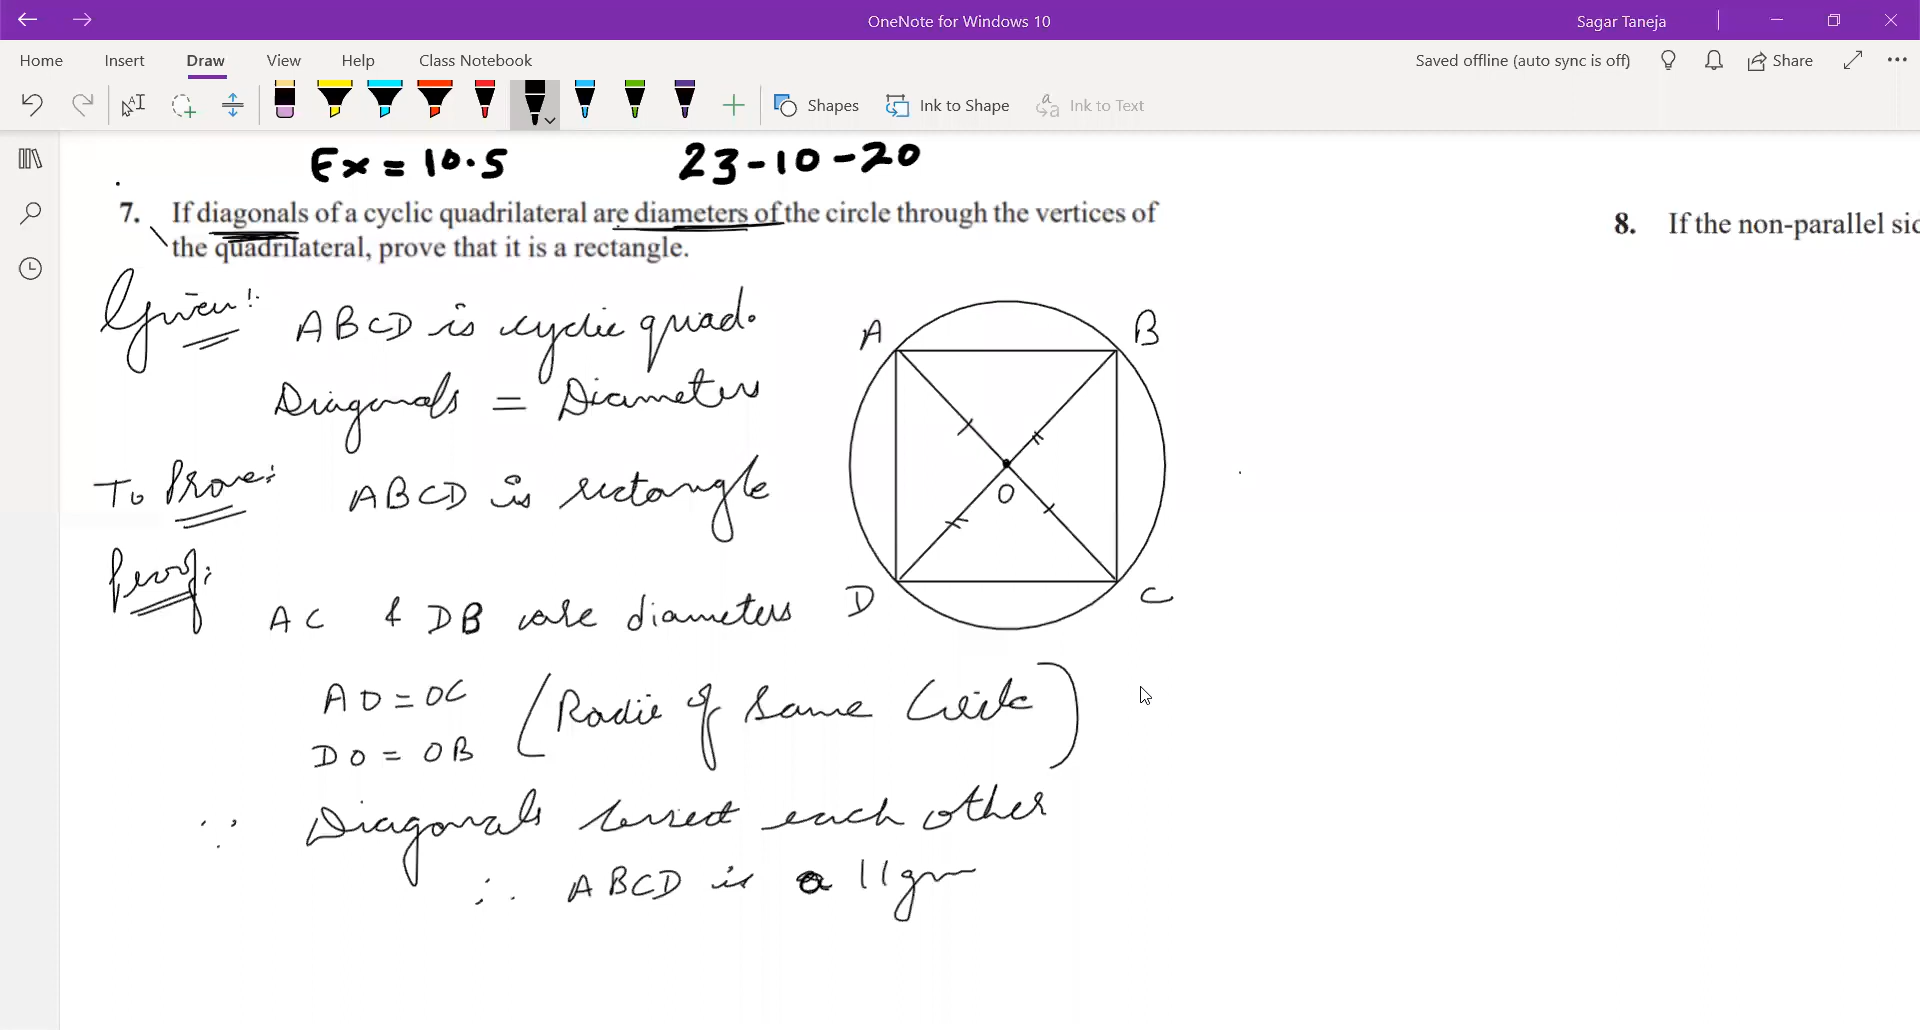 OneNote for Windows 10
Sagar Taneja
Home Insert Draw View Help Class Notebook
Saved offline (auto sync is off) Share
Shapes Ink to Shape Ink to Text
Ex = 10.5 23-10-20
7. If diagonals of a cyclic quadrilateral are diameters of the circle through the vertices of
the quadrilateral, prove that it is a rectangle.
8. If the non-parallel sid
Given:
ABCD is cyclic quad.
Diagonals = Diameters
To Prove:
ABCD is rectangle
Proof:
AC & DB are diameters
AO = OC
DO = OB
(Radie of Same Circle)
∵ Diagonals bisect each other
∴ ABCD is a ||gm
A B
O
D C